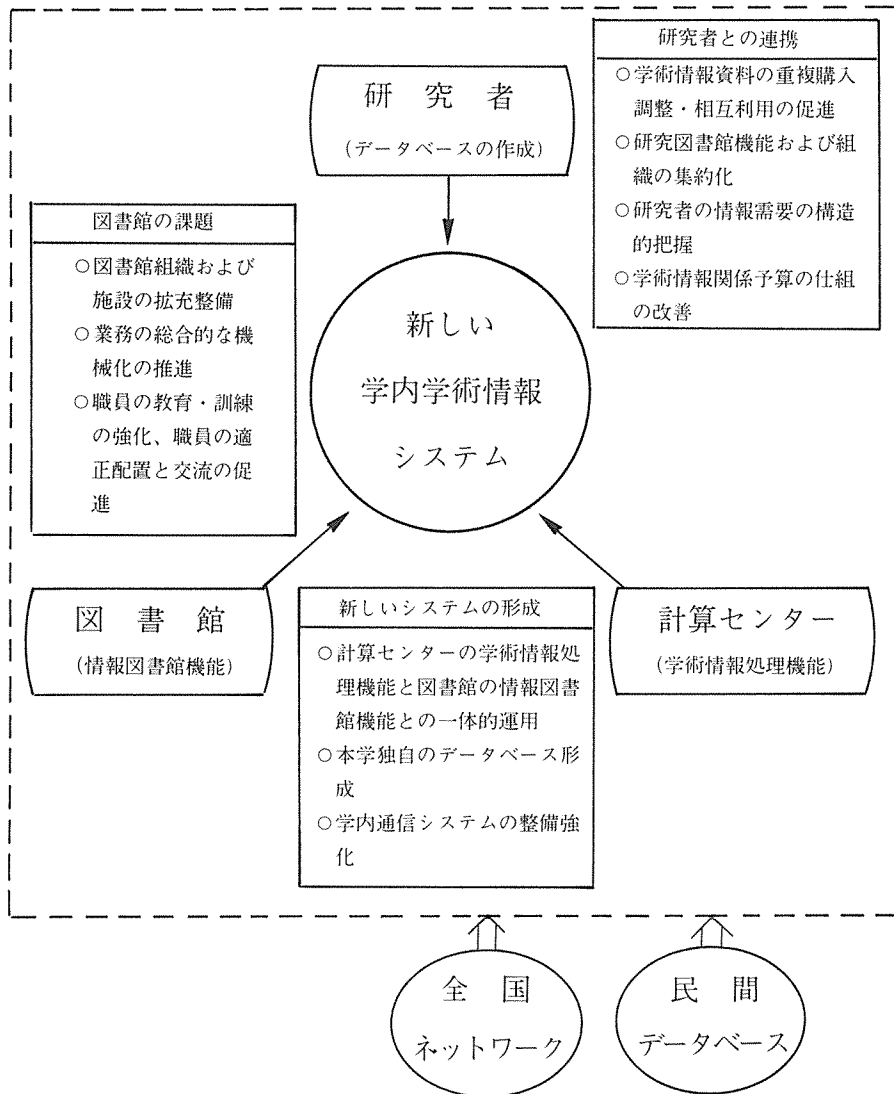 研究者
(データベースの作成)
研究者との連携
○学術情報資料の重複購入
調整・相互利用の促進
○研究図書館機能および組
織の集約化
○研究者の情報需要の構造
的把握
○学術情報関係予算の仕組
の改善
図書館の課題
○図書館組織および
施設の拡充整備
○業務の総合的な機
械化の推進
○職員の教育・訓練
の強化、職員の適
正配置と交流の促
進
新しい
学内学術情報
システム
図書館
(情報図書館機能)
新しいシステムの形成
○計算センターの学術情報処
理機能と図書館の情報図書
館機能との一体的運用
○本学独自のデータベース形
成
○学内通信システムの整備強
化
計算センター
(学術情報処理機能)
全国
ネットワーク
民間
データベース